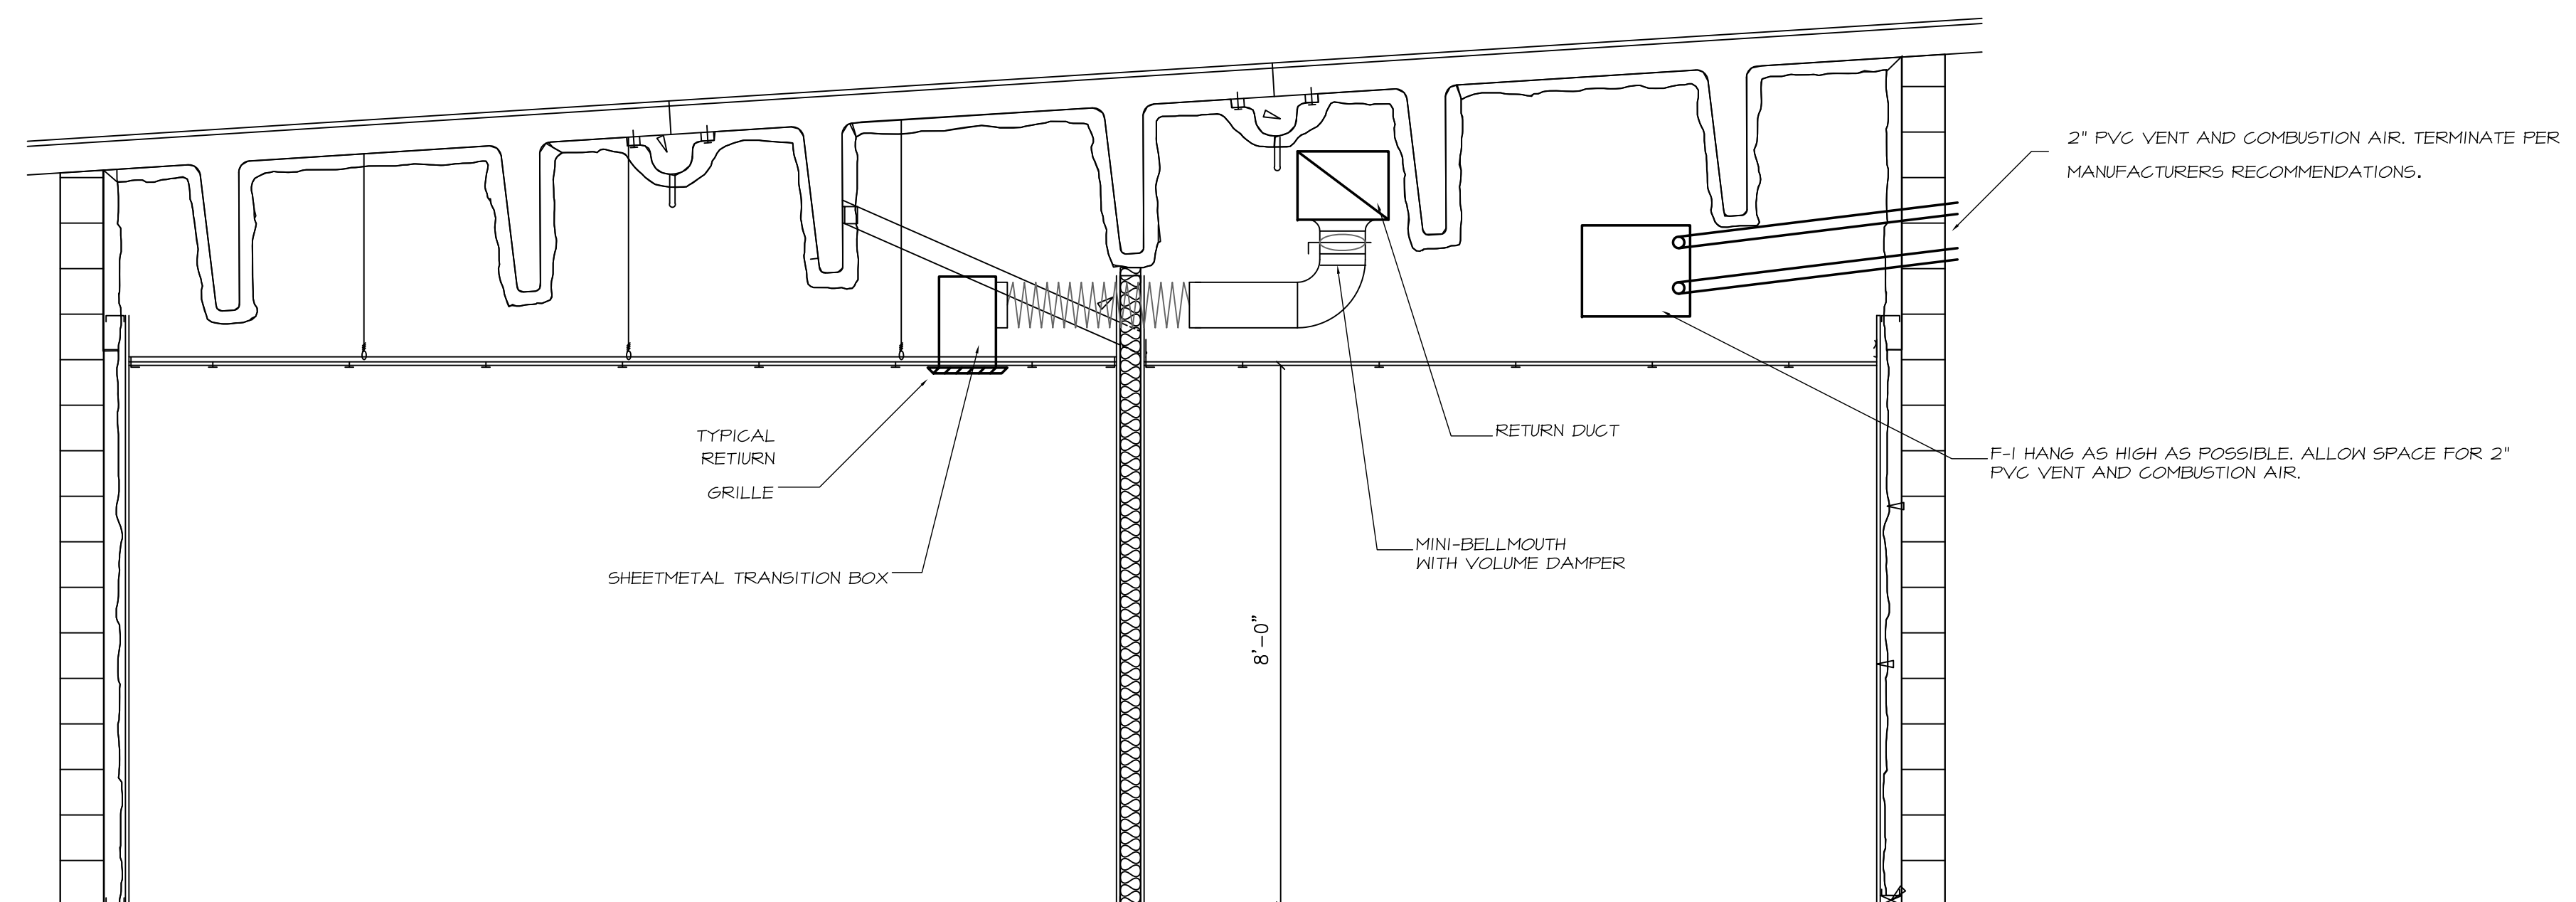 2" PVC VENT AND COMBUSTION AIR. TERMINATE PER
MANUFACTURERS RECOMMENDATIONS.
TYPICAL
RETIURN
GRILLE
RETURN DUCT
F-1 HANG AS HIGH AS POSSIBLE. ALLOW SPACE FOR 2"
PVC VENT AND COMBUSTION AIR.
MINI-BELLMOUTH
WITH VOLUME DAMPER
SHEETMETAL TRANSITION BOX
8'-0"